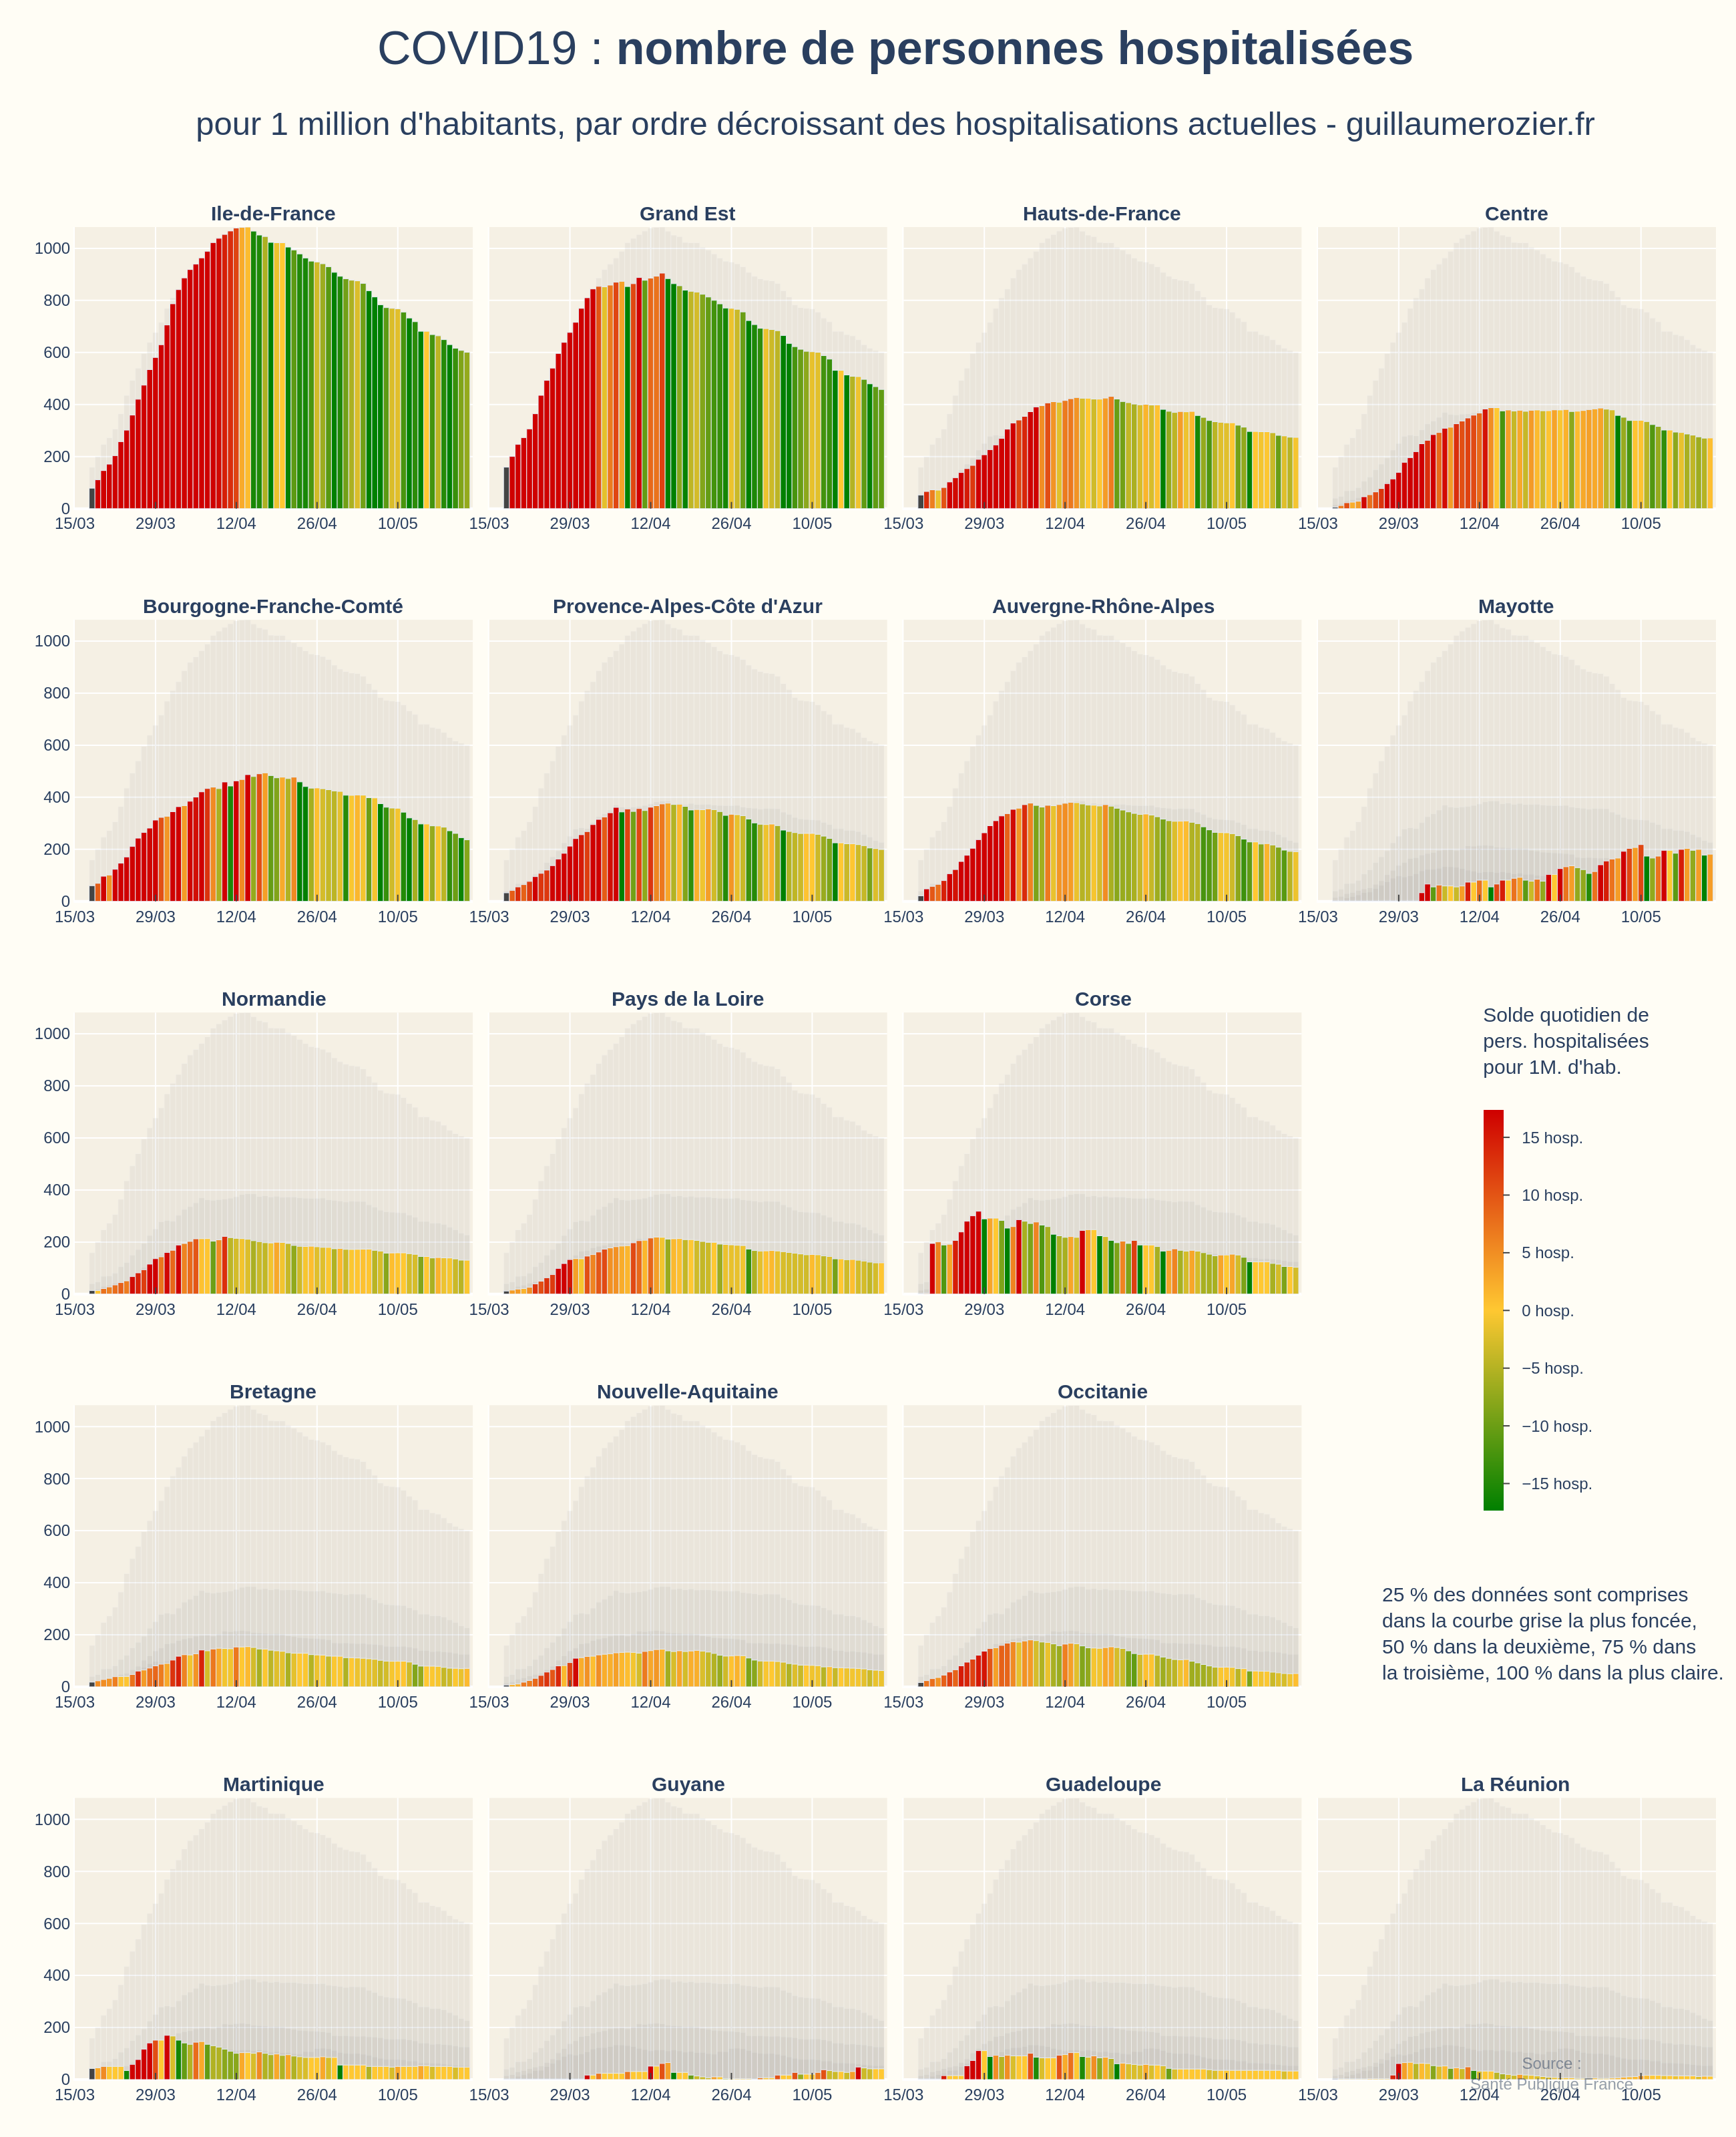 COVID19 : nombre de personnes hospitalisées
pour 1 million d'habitants, par ordre décroissant des hospitalisations actuelles - guillaumerozier.fr
Ile-de-France
Grand Est
Hauts-de-France
Centre
1000
800
600
400
200
0
15/03 29/03 12/04 26/04 10/05
15/03 29/03 12/04 26/04 10/05
15/03 29/03 12/04 26/04 10/05
15/03 29/03 12/04 26/04 10/05
Bourgogne-Franche-Comté
Provence-Alpes-Côte d'Azur
Auvergne-Rhône-Alpes
Mayotte
1000
800
600
400
200
0
15/03 29/03 12/04 26/04 10/05
15/03 29/03 12/04 26/04 10/05
15/03 29/03 12/04 26/04 10/05
15/03 29/03 12/04 26/04 10/05
Normandie
Pays de la Loire
Corse
1000
800
600
400
200
0
15/03 29/03 12/04 26/04 10/05
15/03 29/03 12/04 26/04 10/05
15/03 29/03 12/04 26/04 10/05
Solde quotidien de
pers. hospitalisées
pour 1M. d'hab.
15 hosp.
10 hosp.
5 hosp.
0 hosp.
−5 hosp.
−10 hosp.
−15 hosp.
Bretagne
Nouvelle-Aquitaine
Occitanie
1000
800
600
400
200
0
15/03 29/03 12/04 26/04 10/05
15/03 29/03 12/04 26/04 10/05
15/03 29/03 12/04 26/04 10/05
25 % des données sont comprises
dans la courbe grise la plus foncée,
50 % dans la deuxième, 75 % dans
la troisième, 100 % dans la plus claire.
Martinique
Guyane
Guadeloupe
La Réunion
1000
800
600
400
200
0
15/03 29/03 12/04 26/04 10/05
15/03 29/03 12/04 26/04 10/05
15/03 29/03 12/04 26/04 10/05
15/03 29/03 12/04 26/04 10/05
Source :
Santé Publique France